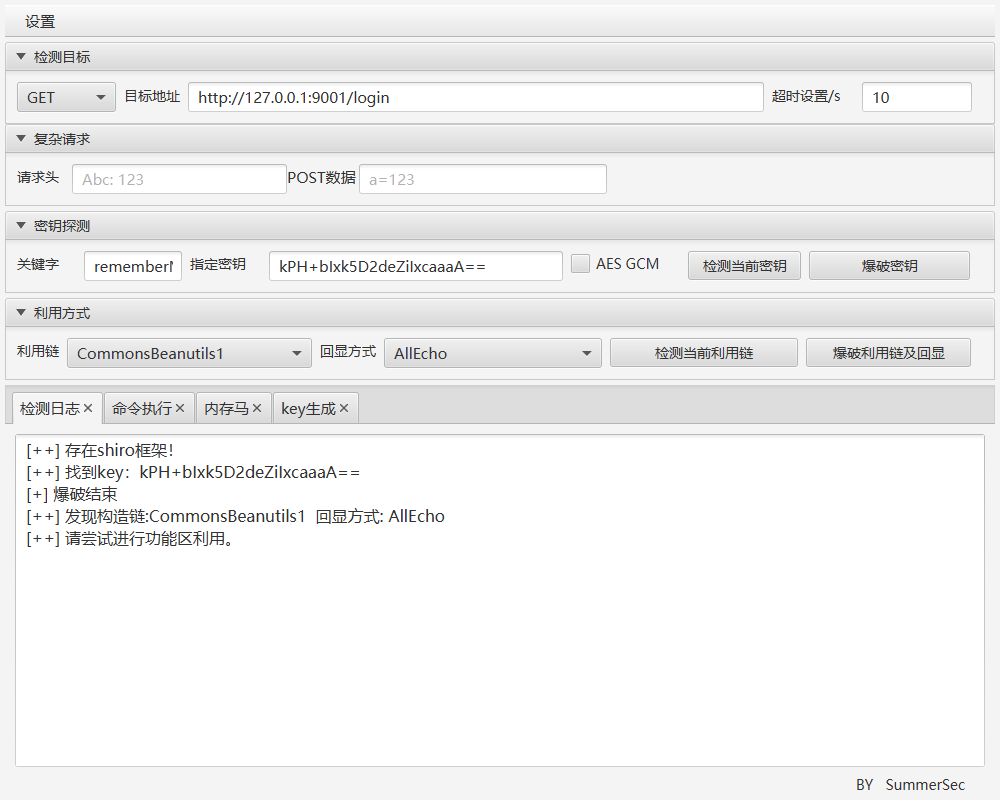 设置
检测目标
GET 目标地址 http://127.0.0.1:9001/login 超时设置/s 10
复杂请求
请求头 Abc: 123 POST数据 a=123
密钥探测
关键字 rememberM 指定密钥 kPH+bIxk5D2deZiIxcaaaA== AES GCM 检测当前密钥 爆破密钥
利用方式
利用链 CommonsBeanutils1 回显方式 AllEcho 检测当前利用链 爆破利用链及回显
检测日志× 命令执行× 内存马× key生成×
[++] 存在shiro框架!
[++] 找到key：kPH+bIxk5D2deZiIxcaaaA==
[+] 爆破结束
[++] 发现构造链:CommonsBeanutils1 回显方式: AllEcho
[++] 请尝试进行功能区利用。
BY SummerSec